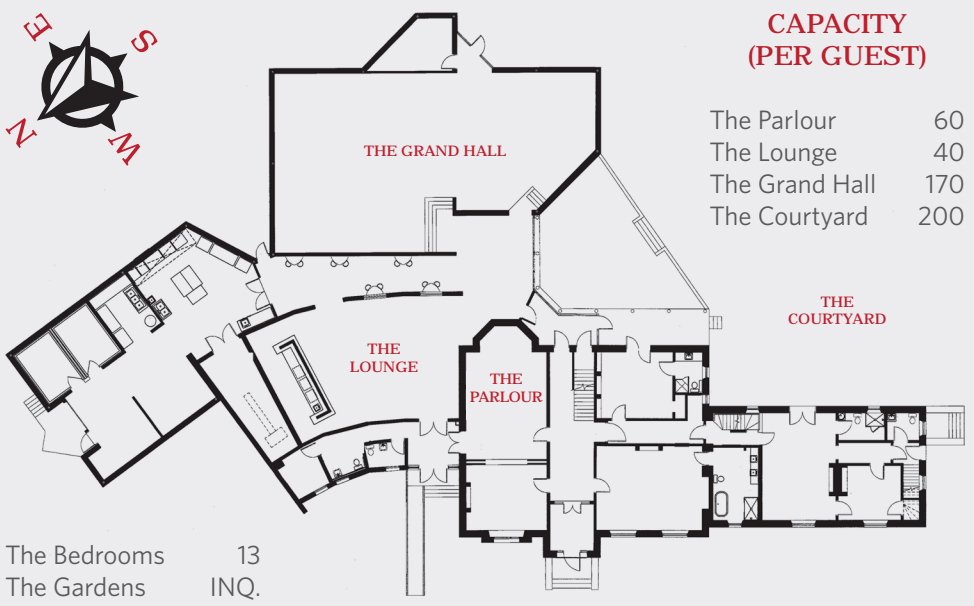 E
S
N
W
CAPACITY
(PER GUEST)
The Parlour 60
The Lounge 40
The Grand Hall 170
The Courtyard 200
THE GRAND HALL
THE
COURTYARD
THE
LOUNGE
THE
PARLOUR
The Bedrooms 13
The Gardens INQ.